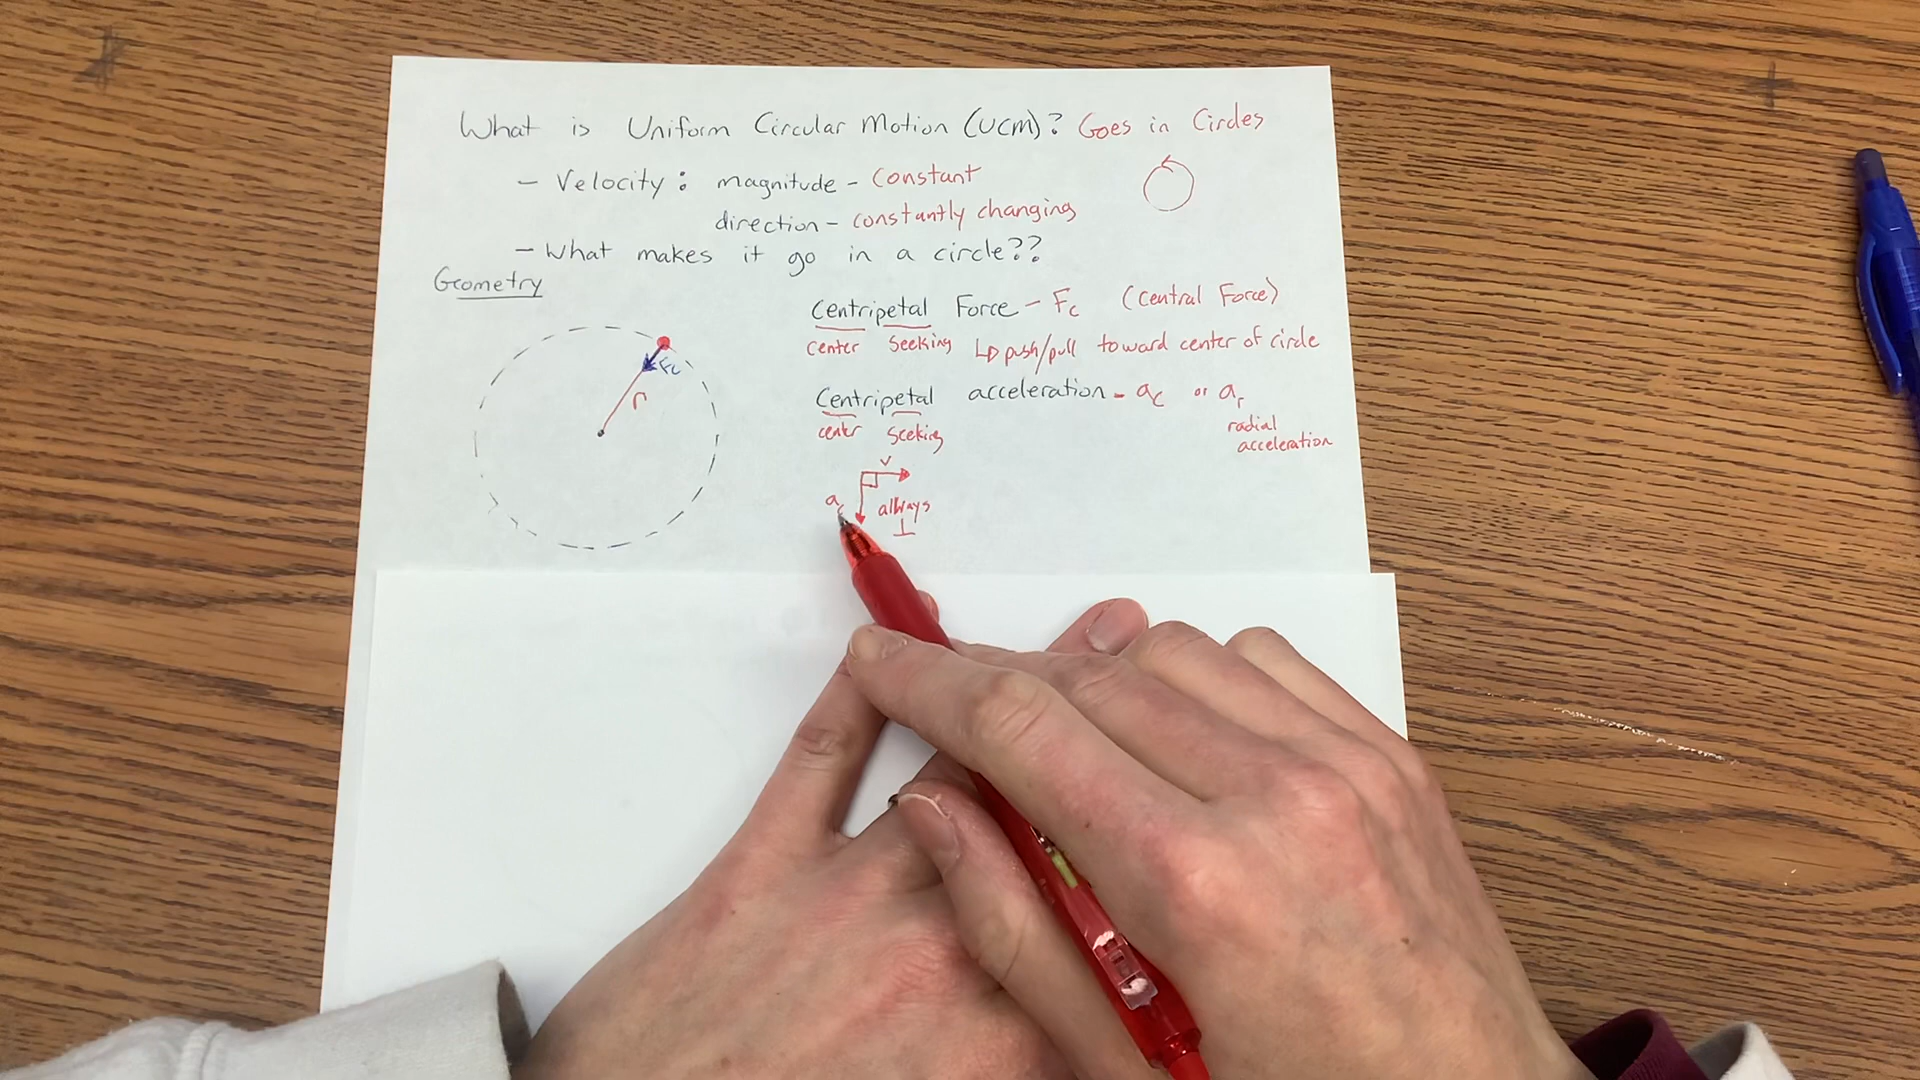 What is Uniform Circular Motion (UCM)? Goes in Circles
- Velocity: magnitude - constant
direction - constantly changing
- What makes it go in a circle??
Geometry
Fc
r
Centripetal Force - Fc (Central Force)
center seeking ↳ push/pull toward center of circle
Centripetal acceleration - ac or ar
center seeking
radial
acceleration
v
ac always
⊥